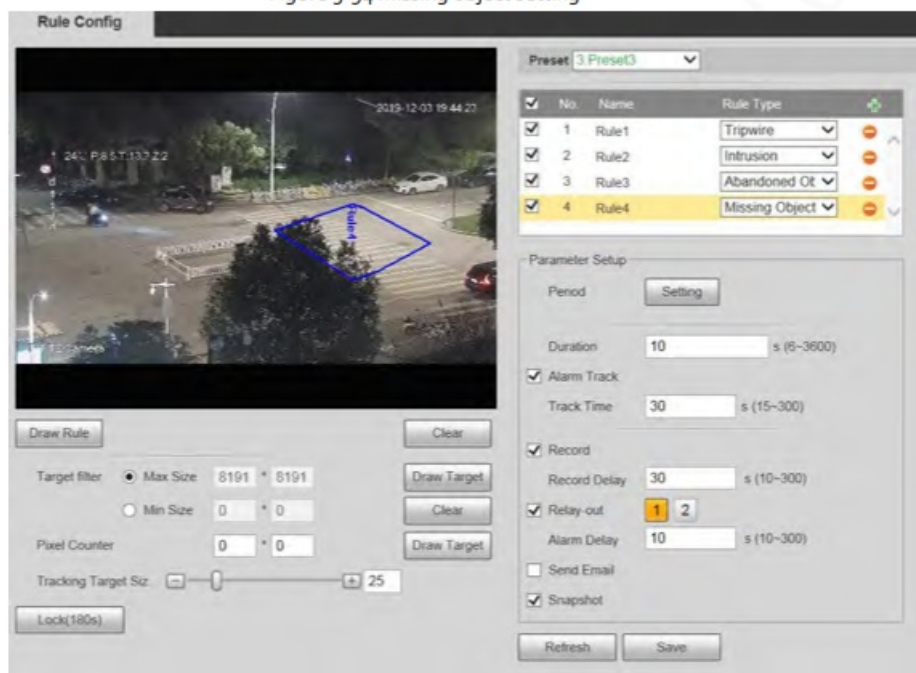 Rule Config
Preset 3.Preset3
No. Name Rule Type
1 Rule1 Tripwire
2 Rule2 Intrusion
3 Rule3 Abandoned Ob
4 Rule4 Missing Object
2019-12-03 19:44:23
Rule4
Parameter Setup
Period Setting
Duration 10 s (6~3600)
Alarm Track
Track Time 30 s (15~300)
Record
Record Delay 30 s (10~300)
Relay-out 1 2
Alarm Delay 10 s (10~300)
Send Email
Snapshot
Refresh Save
Draw Rule Clear
Target filter Max Size 8191 * 8191 Draw Target
Min Size 0 * 0 Clear
Pixel Counter 0 * 0 Draw Target
Tracking Target Siz 25
Lock(180s)